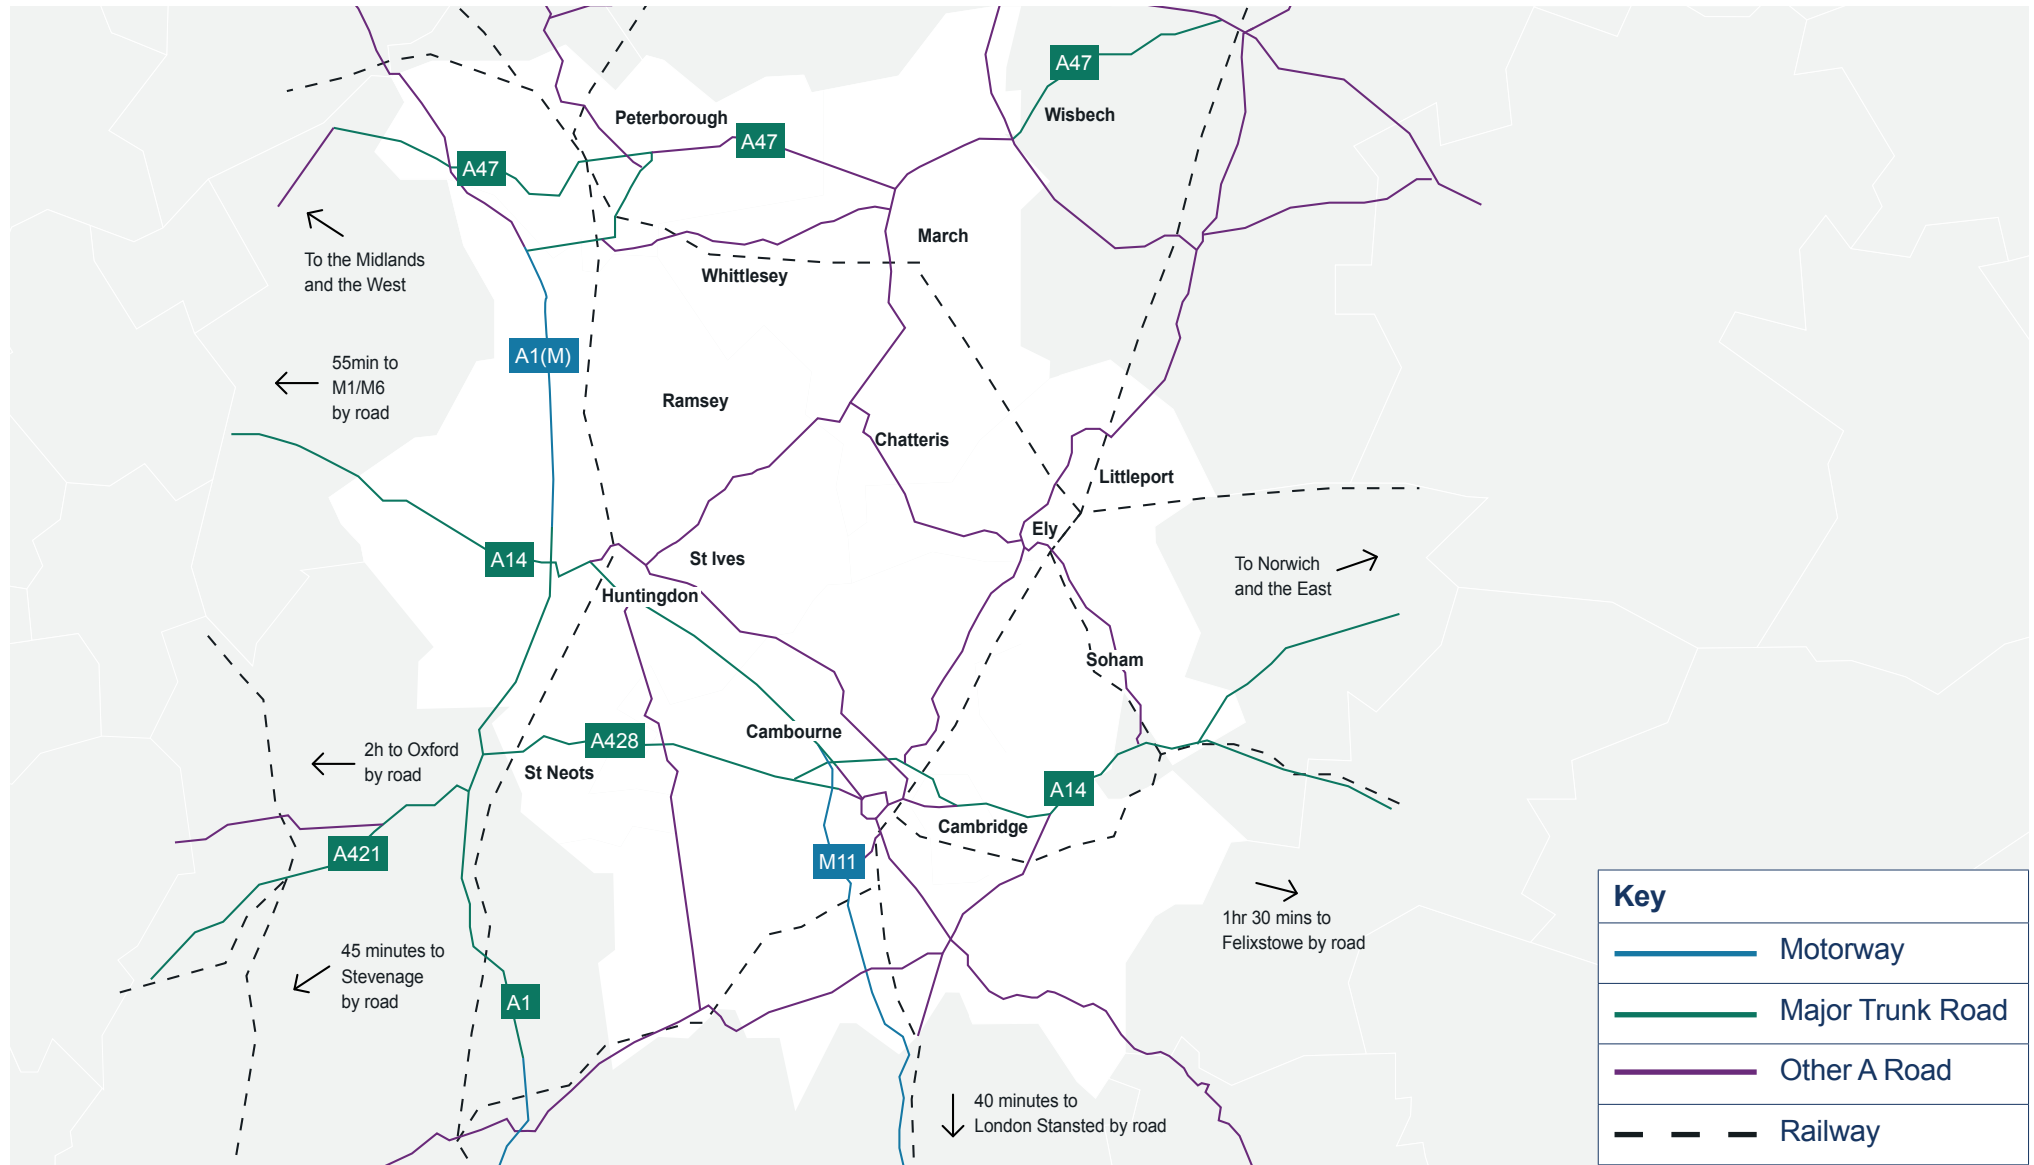 A47
Wisbech
Peterborough
A47
A47
March
To the Midlands
and the West
Whittlesey
A1(M)
55min to
M1/M6
by road
Ramsey
Chatteris
Littleport
Ely
A14
St Ives
To Norwich
and the East
Huntingdon
Soham
Cambourne
A428
2h to Oxford
by road
St Neots
A14
Cambridge
A421
M11
1hr 30 mins to
Felixstowe by road
45 minutes to
Stevenage
by road
A1
40 minutes to
London Stansted by road
Key
Motorway
Major Trunk Road
Other A Road
Railway